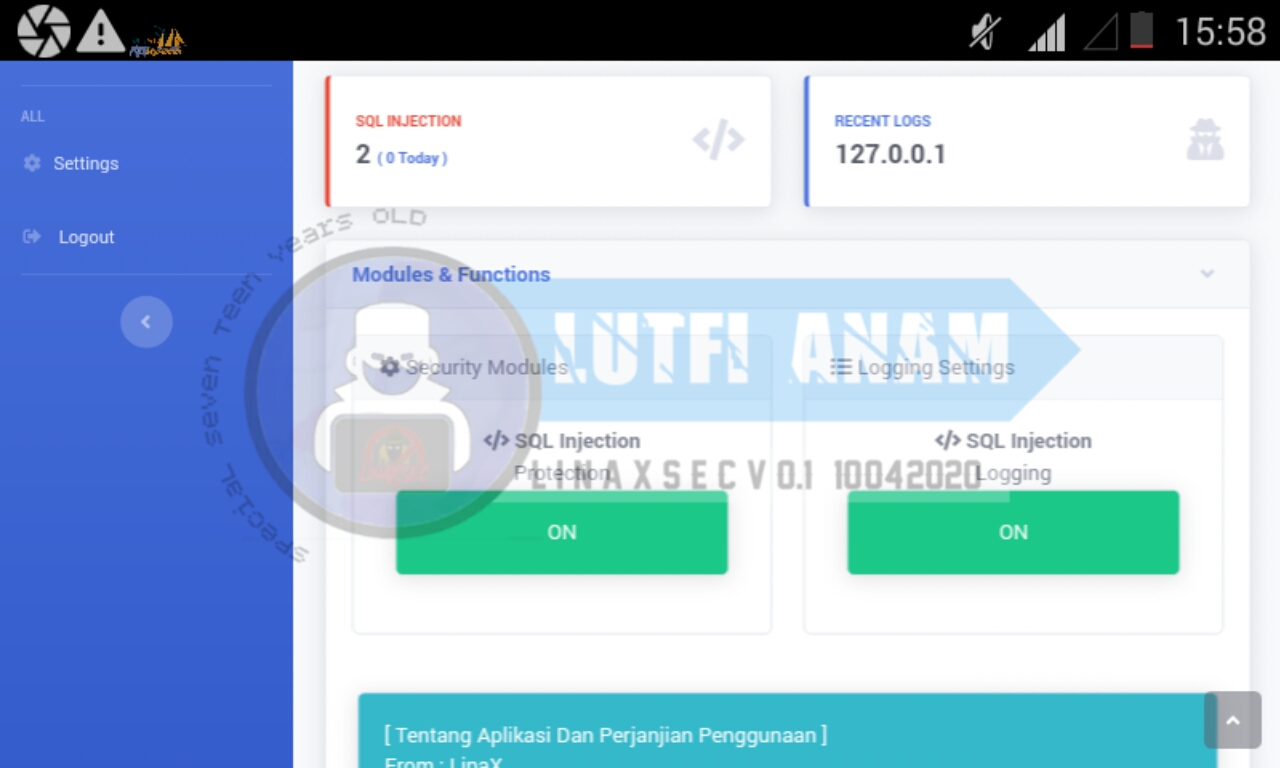 15:58
ALL
Settings
Logout
SQL INJECTION
2 ( 0 Today )
RECENT LOGS
127.0.0.1
special seven Teen years OLD
Modules & Functions
LUTFI ANAM
Security Modules
Logging Settings
</> SQL Injection
Protection
ON
</> SQL Injection
Logging
ON
LINAXSECV0.1 10042020
[ Tentang Aplikasi Dan Perjanjian Penggunaan ]
From : LinaX